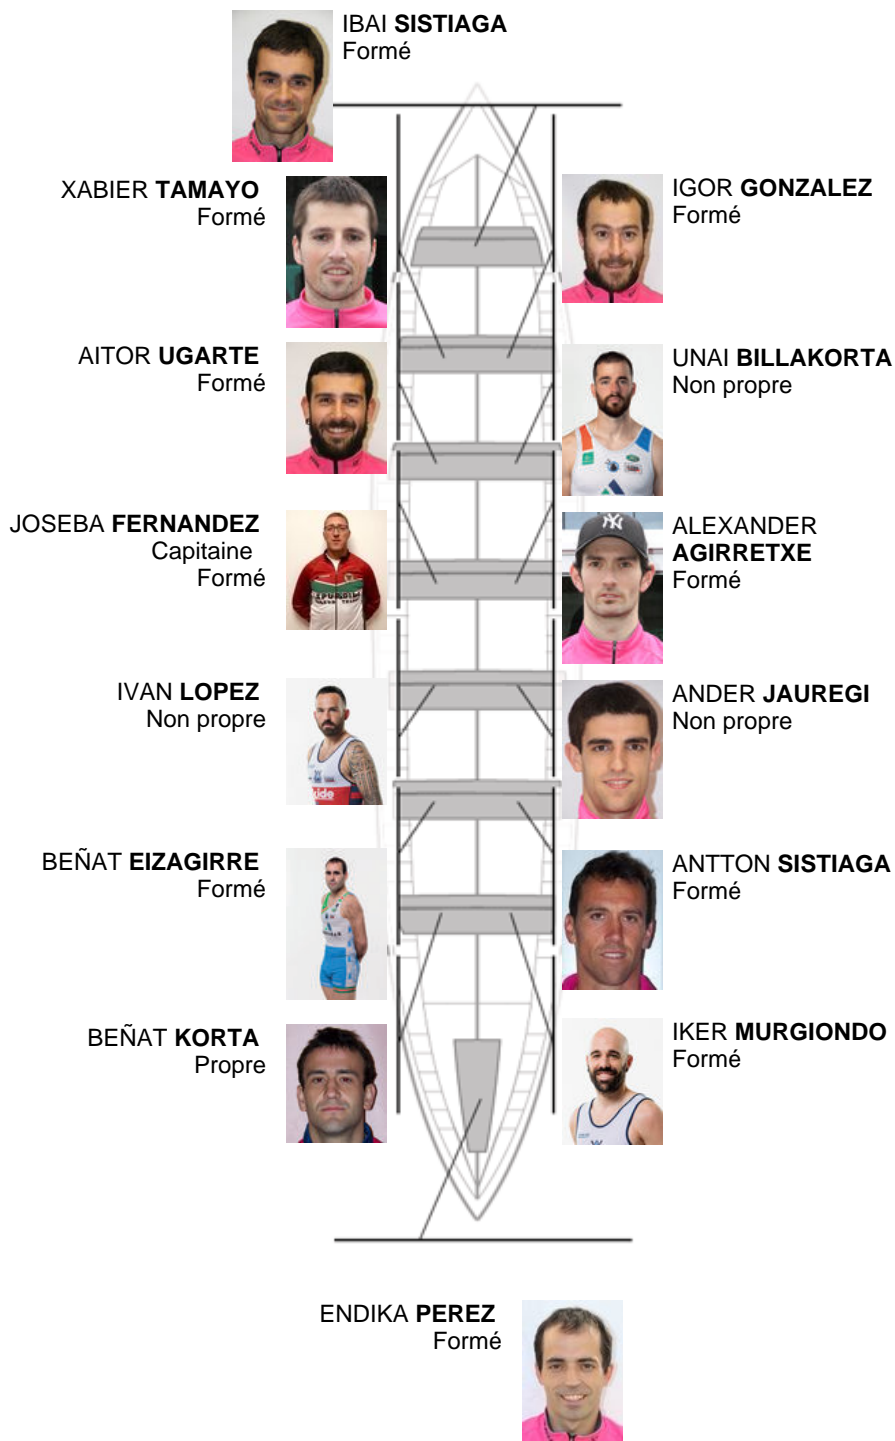 IBAI SISTIAGA
Formé
XABIER TAMAYO
Formé
IGOR GONZALEZ
Formé
AITOR UGARTE
Formé
UNAI BILLAKORTA
Non propre
JOSEBA FERNANDEZ
Capitaine
Formé
ALEXANDER
AGIRRETXE
Formé
IVAN LOPEZ
Non propre
ANDER JAUREGI
Non propre
BEÑAT EIZAGIRRE
Formé
ANTTON SISTIAGA
Formé
BEÑAT KORTA
Propre
IKER MURGIONDO
Formé
ENDIKA PEREZ
Formé